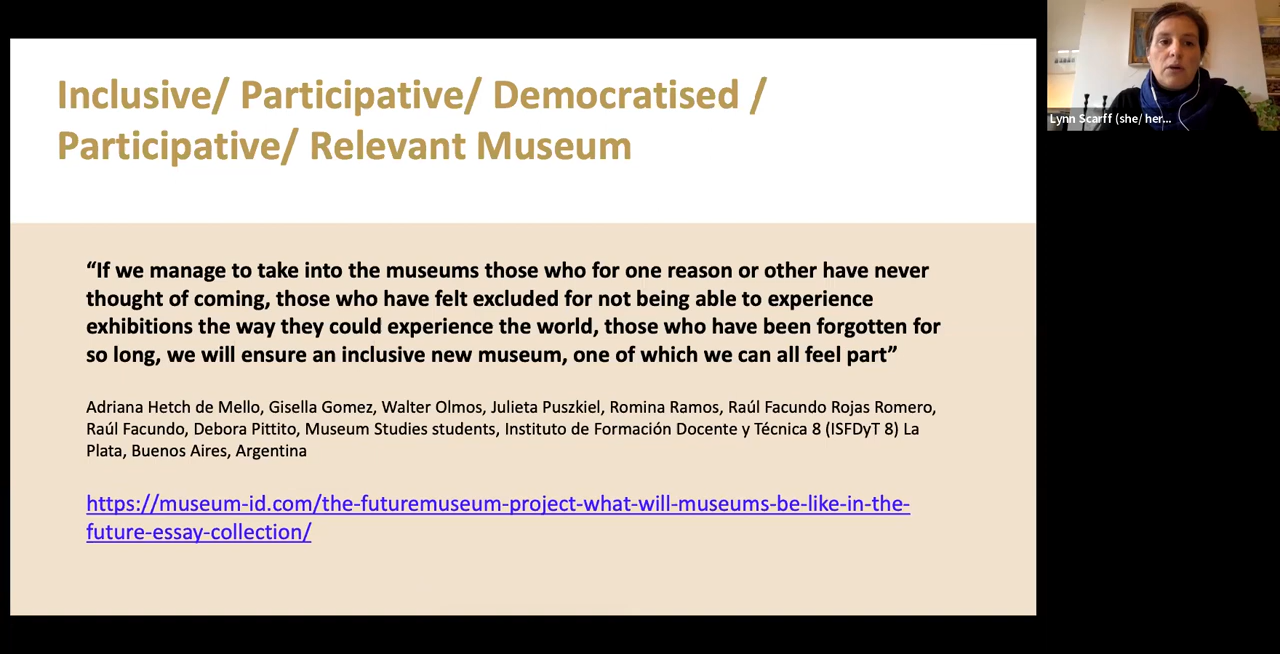 Inclusive/ Participative/ Democratised /
Participative/ Relevant Museum
“If we manage to take into the museums those who for one reason or other have never
thought of coming, those who have felt excluded for not being able to experience
exhibitions the way they could experience the world, those who have been forgotten for
so long, we will ensure an inclusive new museum, one of which we can all feel part”
Adriana Hetch de Mello, Gisella Gomez, Walter Olmos, Julieta Puszkiel, Romina Ramos, Raúl Facundo Rojas Romero,
Raúl Facundo, Debora Pittito, Museum Studies students, Instituto de Formación Docente y Técnica 8 (ISFDyT 8) La
Plata, Buenos Aires, Argentina
https://museum-id.com/the-futuremuseum-project-what-will-museums-be-like-in-the-
future-essay-collection/
Lynn Scarff (she/ her...